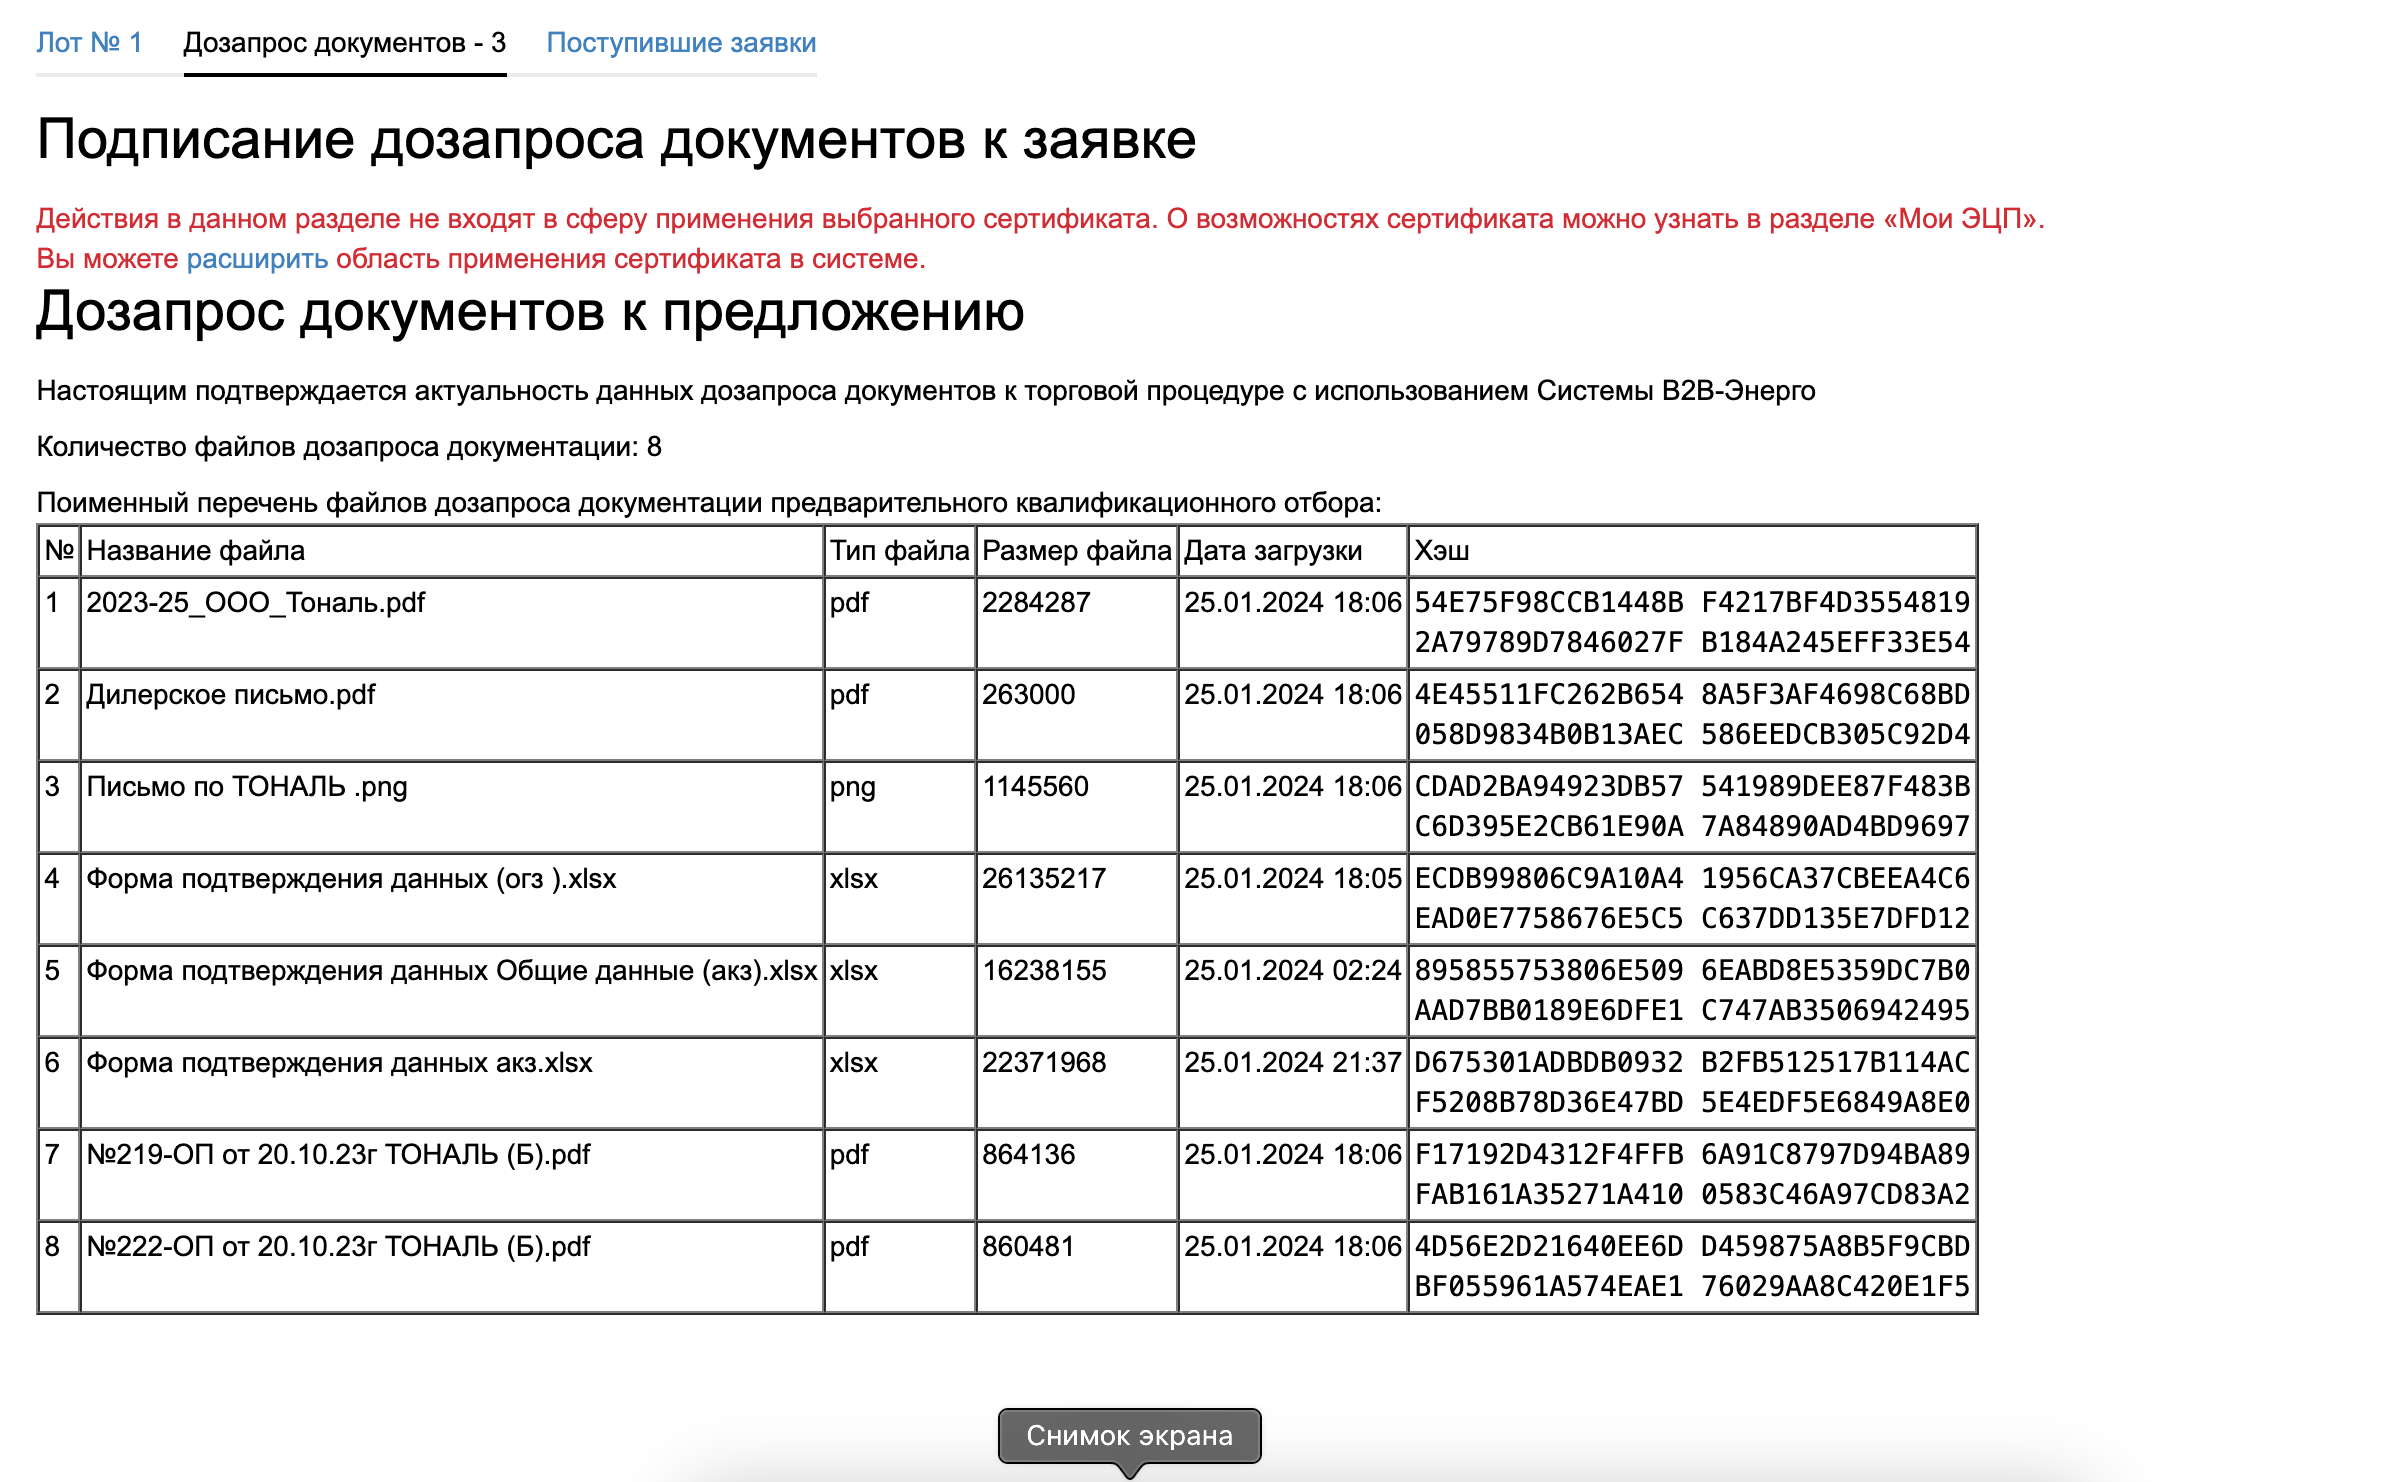 Лот № 1 Дозапрос документов - 3 Поступившие заявки
Подписание дозапроса документов к заявке
Действия в данном разделе не входят в сферу применения выбранного сертификата. О возможностях сертификата можно узнать в разделе «Мои ЭЦП».
Вы можете расширить область применения сертификата в системе.
Дозапрос документов к предложению
Настоящим подтверждается актуальность данных дозапроса документов к торговой процедуре с использованием Системы B2B-Энерго
Количество файлов дозапроса документации: 8
Поименный перечень файлов дозапроса документации предварительного квалификационного отбора:
№ Название файла Тип файла Размер файла Дата загрузки Хэш
1 2023-25_ООО_Тональ.pdf pdf 2284287 25.01.2024 18:06 54E75F98CCB1448B F4217BF4D3554819
2A79789D7846027F B184A245EFF33E54
2 Дилерское письмо.pdf pdf 263000 25.01.2024 18:06 4E45511FC262B654 8A5F3AF4698C68BD
058D9834B0B13AEC 586EEDCB305C92D4
3 Письмо по ТОНАЛЬ .png png 1145560 25.01.2024 18:06 CDAD2BA94923DB57 541989DEE87F483B
C6D395E2CB61E90A 7A84890AD4BD9697
4 Форма подтверждения данных (огз ).xlsx xlsx 26135217 25.01.2024 18:05 ECDB99806C9A10A4 1956CA37CBEEA4C6
EAD0E7758676E5C5 C637DD135E7DFD12
5 Форма подтверждения данных Общие данные (акз).xlsx xlsx 16238155 25.01.2024 02:24 895855753806E509 6EABD8E5359DC7B0
AAD7BB0189E6DFE1 C747AB3506942495
6 Форма подтверждения данных акз.xlsx xlsx 22371968 25.01.2024 21:37 D675301ADBDB0932 B2FB512517B114AC
F5208B78D36E47BD 5E4EDF5E6849A8E0
7 №219-ОП от 20.10.23г ТОНАЛЬ (Б).pdf pdf 864136 25.01.2024 18:06 F17192D4312F4FFB 6A91C8797D94BA89
FAB161A35271A410 0583C46A97CD83A2
8 №222-ОП от 20.10.23г ТОНАЛЬ (Б).pdf pdf 860481 25.01.2024 18:06 4D56E2D21640EE6D D459875A8B5F9CBD
BF055961A574EAE1 76029AA8C420E1F5
Снимок экрана